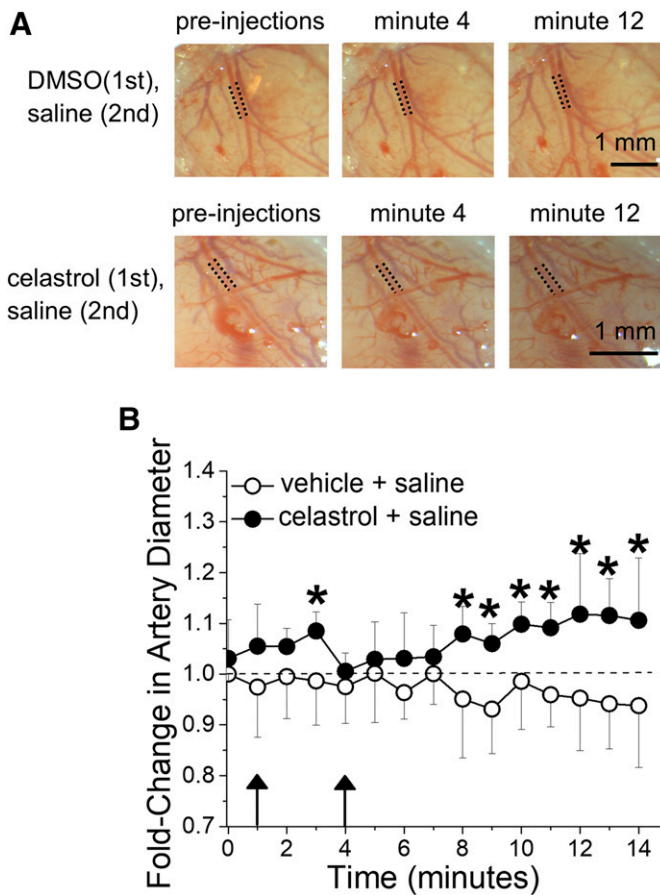 A
pre-injections minute 4 minute 12
DMSO(1st),
saline (2nd)
1 mm
pre-injections minute 4 minute 12
celastrol (1st),
saline (2nd)
1 mm
B
Fold-Change in Artery Diameter
1.4
1.3
1.2
1.1
1.0
0.9
0.8
0.7
vehicle + saline
celastrol + saline
* * * * * * * *
0 2 4 6 8 10 12 14
Time (minutes)